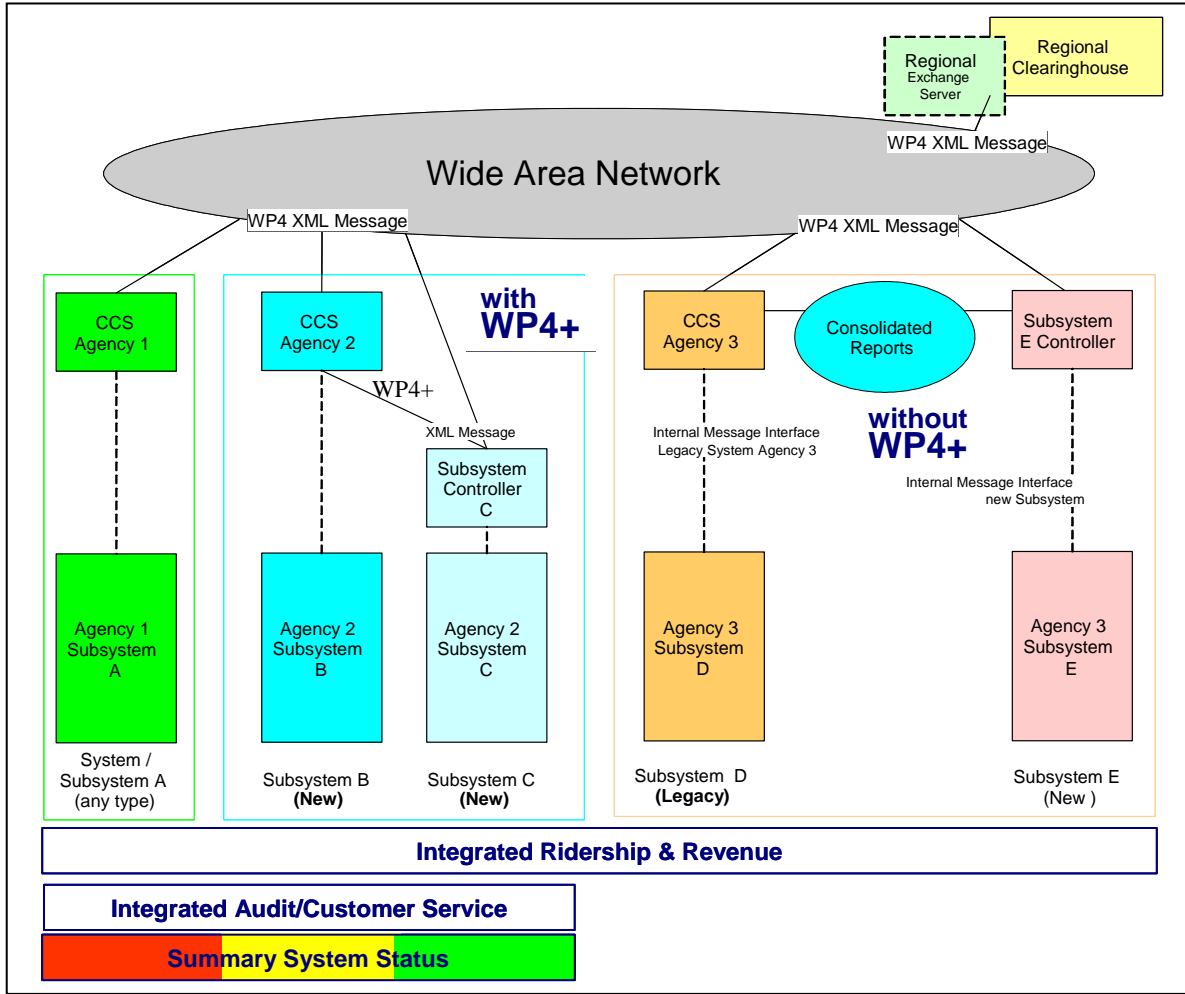 Regional
Clearinghouse
Regional
Exchange
Server
WP4 XML Message
Wide Area Network
WP4 XML Message
WP4 XML Message
CCS
Agency 1
CCS
Agency 2
with
WP4+
CCS
Agency 3
Consolidated
Reports
Subsystem
E Controller
WP4+
XML Message
Subsystem
Controller
C
Internal Message Interface
Legacy System Agency 3
without
WP4+
Internal Message Interface
new Subsystem
Agency 1
Subsystem
A
Agency 2
Subsystem
B
Agency 2
Subsystem
C
Agency 3
Subsystem
D
Agency 3
Subsystem
E
System /
Subsystem A
(any type)
Subsystem B
(New)
Subsystem C
(New)
Subsystem D
(Legacy)
Subsystem E
(New )
Integrated Ridership & Revenue
Integrated Audit/Customer Service
Summary System Status